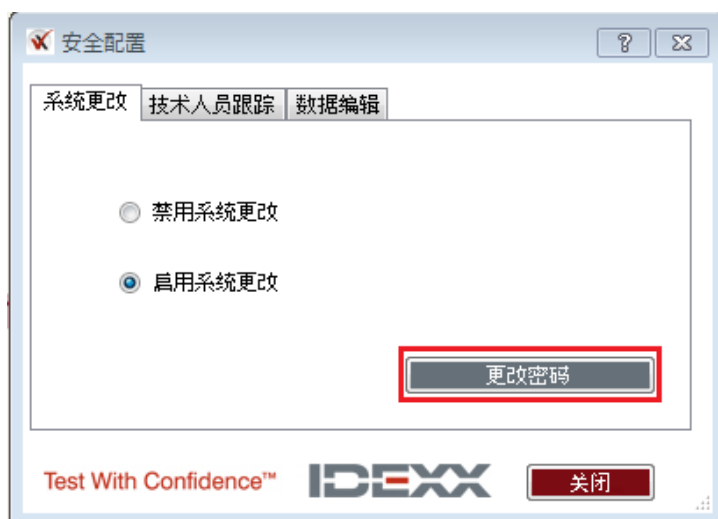 安全配置
系统更改 技术人员跟踪 数据编辑
禁用系统更改
启用系统更改
更改密码
Test With Confidence™ IDEXX 关闭